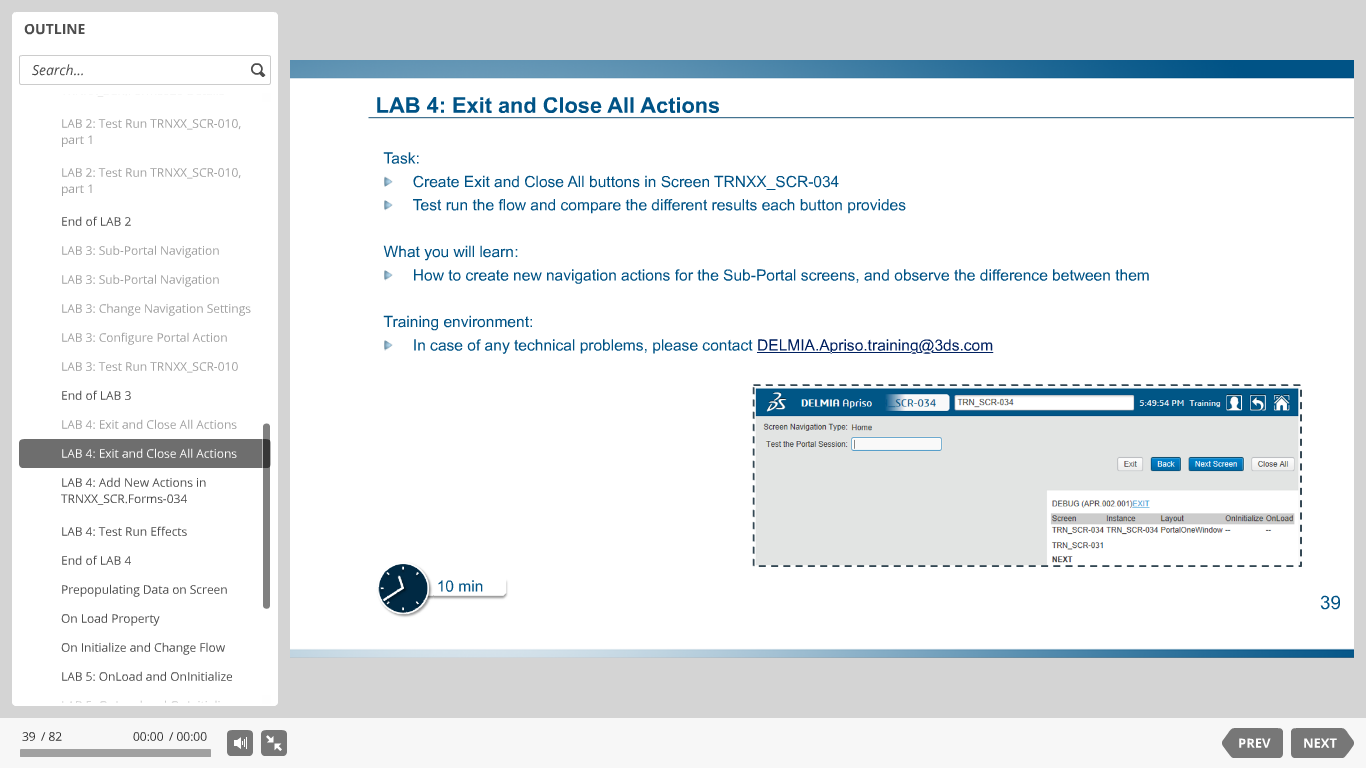 OUTLINE
Search...
LAB 2: Test Run TRNXX_SCR-010,
part 1
LAB 2: Test Run TRNXX_SCR-010,
part 1
End of LAB 2
LAB 3: Sub-Portal Navigation
LAB 3: Sub-Portal Navigation
LAB 3: Change Navigation Settings
LAB 3: Configure Portal Action
LAB 3: Test Run TRNXX_SCR-010
End of LAB 3
LAB 4: Exit and Close All Actions
LAB 4: Exit and Close All Actions
LAB 4: Add New Actions in
TRNXX_SCR.Forms-034
LAB 4: Test Run Effects
End of LAB 4
Prepopulating Data on Screen
On Load Property
On Initialize and Change Flow
LAB 5: OnLoad and OnInitialize
LAB 4: Exit and Close All Actions
Task:
Create Exit and Close All buttons in Screen TRNXX_SCR-034
Test run the flow and compare the different results each button provides
What you will learn:
How to create new navigation actions for the Sub-Portal screens, and observe the difference between them
Training environment:
In case of any technical problems, please contact DELMIA.Apriso.training@3ds.com
DELMIA Apriso _SCR-034 TRN_SCR-034 5:49:54 PM Training
Screen Navigation Type: Home
Test the Portal Session:
Exit Back Next Screen Close All
DEBUG (APR.002.001)EXIT
Screen Instance Layout OnInitialize OnLoad
TRN_SCR-034 TRN_SCR-034 PortalOneWindow -- --
TRN_SCR-031
NEXT
10 min
39
39 / 82 00:00 / 00:00
PREV NEXT